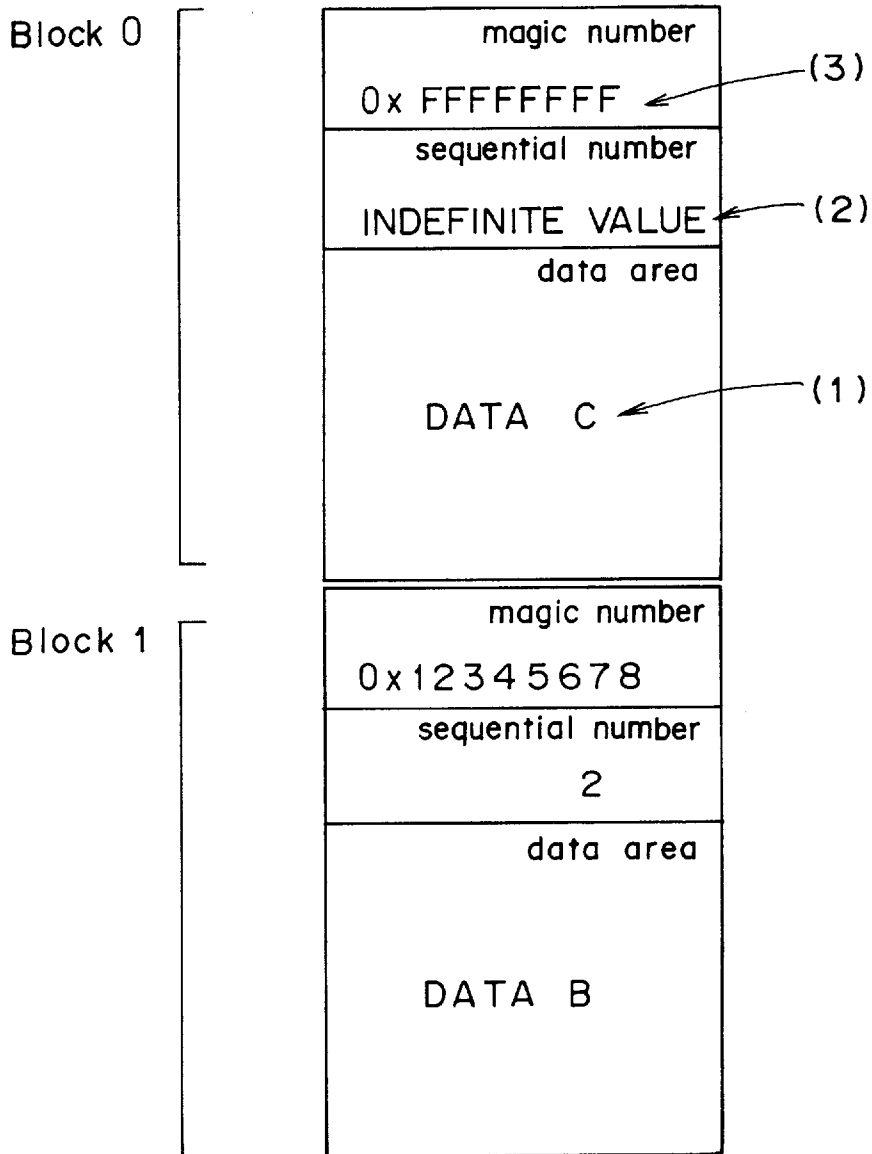 Block 0
magic number
0x FFFFFFFF
(3)
sequential number
INDEFINITE VALUE
(2)
data area
DATA C
(1)
Block 1
magic number
0x12345678
sequential number
2
data area
DATA B